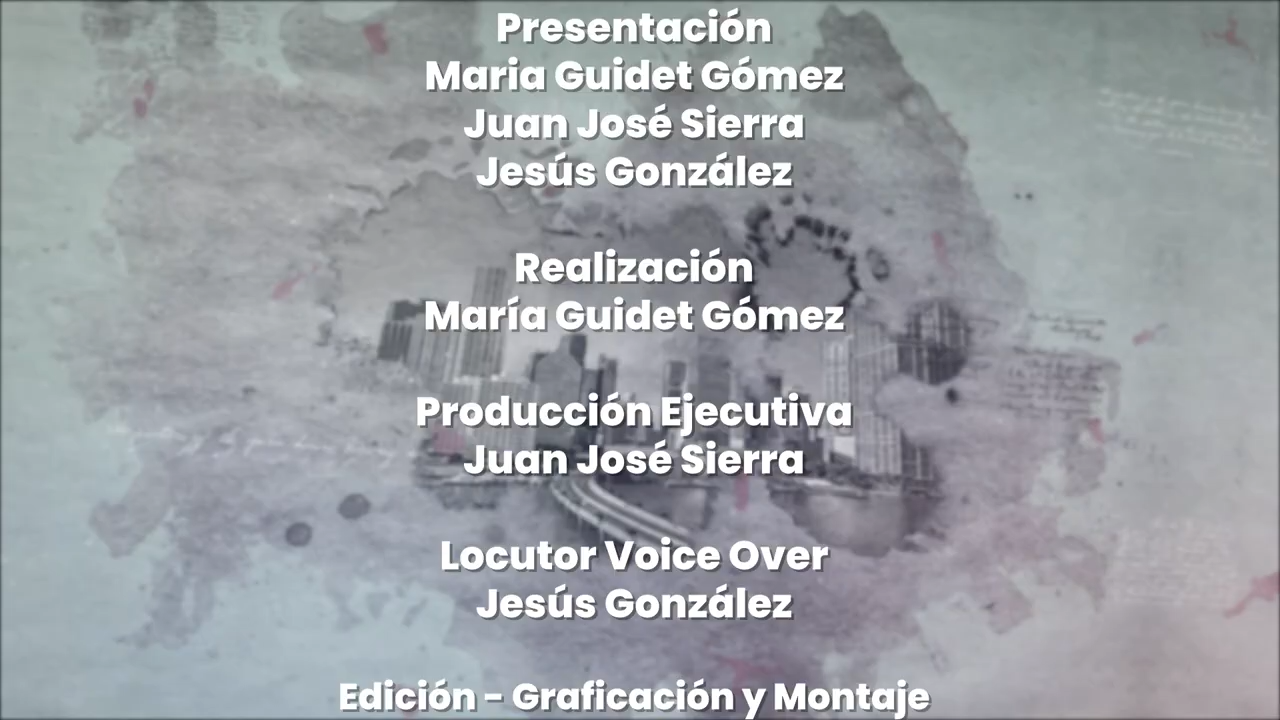 Presentación
Maria Guidet Gómez
Juan José Sierra
Jesús González
Realización
María Guidet Gómez
Producción Ejecutiva
Juan José Sierra
Locutor Voice Over
Jesús González
Edición - Graficación y Montaje